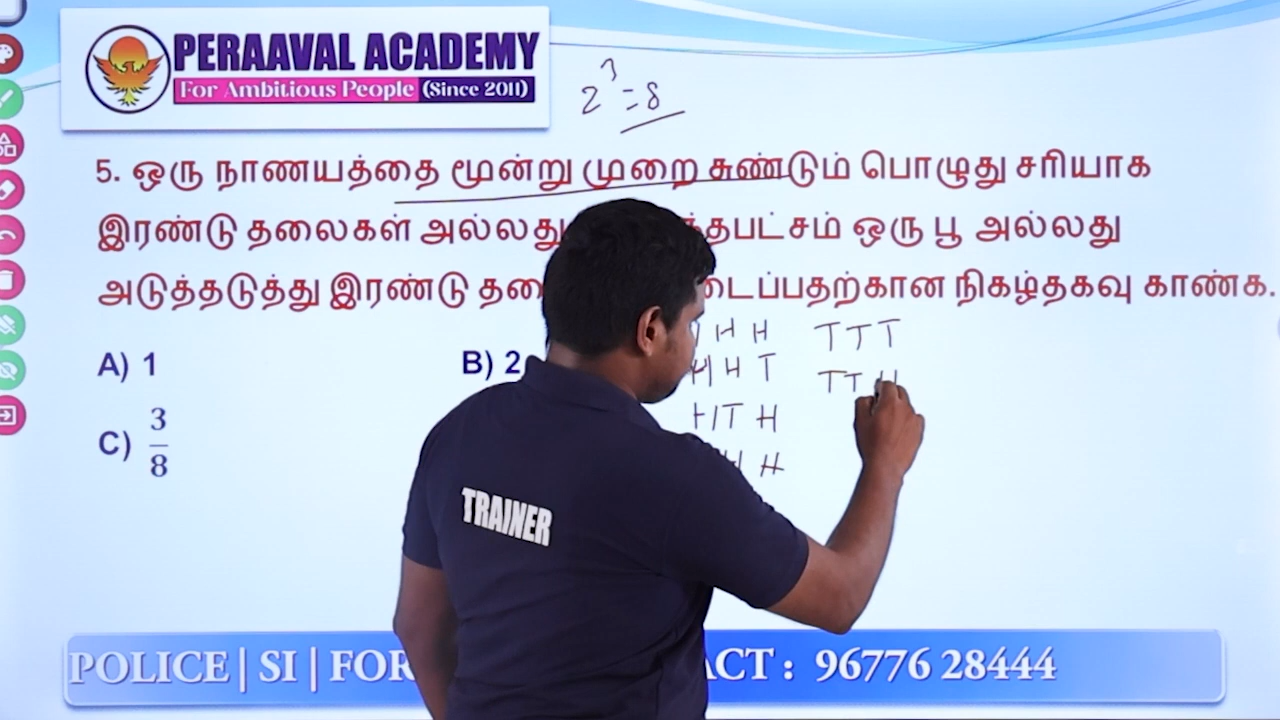 PERAAVAL ACADEMY
For Ambitious People (Since 2011)
2³ = 8
5. ஒரு நாணயத்தை மூன்று முறை சுண்டும் பொழுது சரியாக
இரண்டு தலைகள் அல்லது ஒரு பூ அல்லது
அடுத்தடுத்து இரண்டு நிகழ்தகவு காண்க.
H H T T T
H H T T T H
H T H
H H
A) 1
B) 2
C) 3/8
TRAINER
POLICE | SI | FOR : 96776 28444